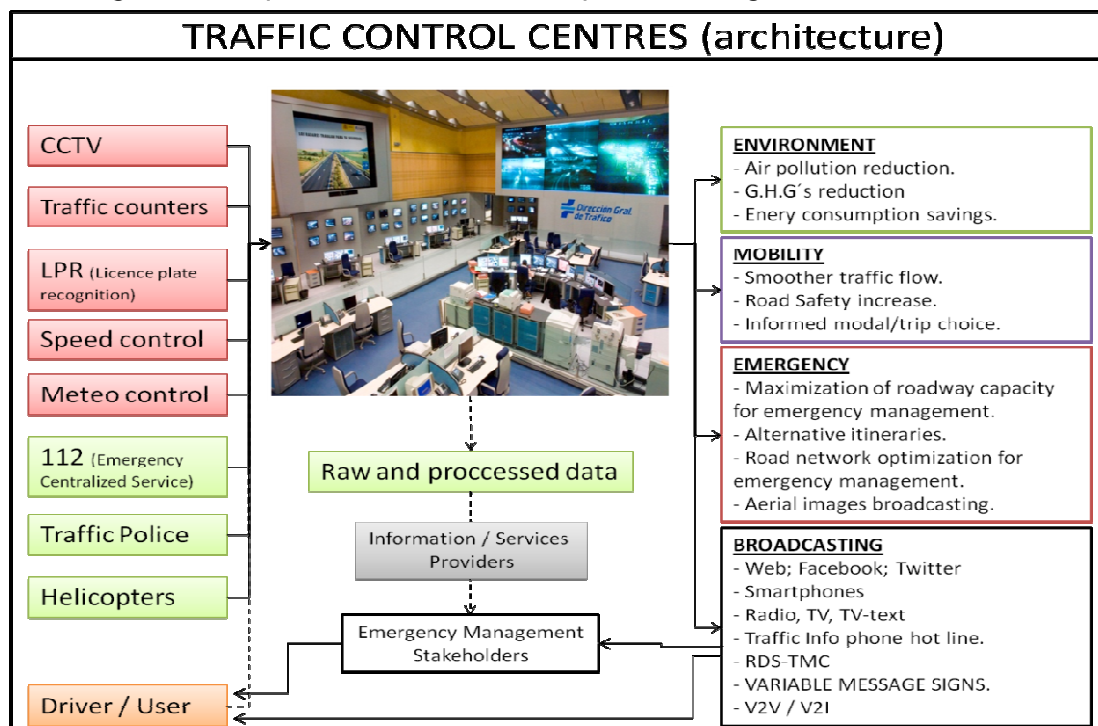 TRAFFIC CONTROL CENTRES (architecture)
CCTV
Traffic counters
LPR (Licence plate
recognition)
Speed control
Meteo control
112 (Emergency
Centralized Service)
Traffic Police
Helicopters
Driver / User
Dirección Gral.
de Tráfico
Raw and proccessed data
Information / Services
Providers
Emergency Management
Stakeholders
ENVIRONMENT
- Air pollution reduction.
- G.H.G´s reduction
- Enery consumption savings.
MOBILITY
- Smoother traffic flow.
- Road Safety increase.
- Informed modal/trip choice.
EMERGENCY
- Maximization of roadway capacity
for emergency management.
- Alternative itineraries.
- Road network optimization for
emergency management.
- Aerial images broadcasting.
BROADCASTING
- Web; Facebook; Twitter
- Smartphones
- Radio, TV, TV-text
- Traffic Info phone hot line.
- RDS-TMC
- VARIABLE MESSAGE SIGNS.
- V2V / V2I